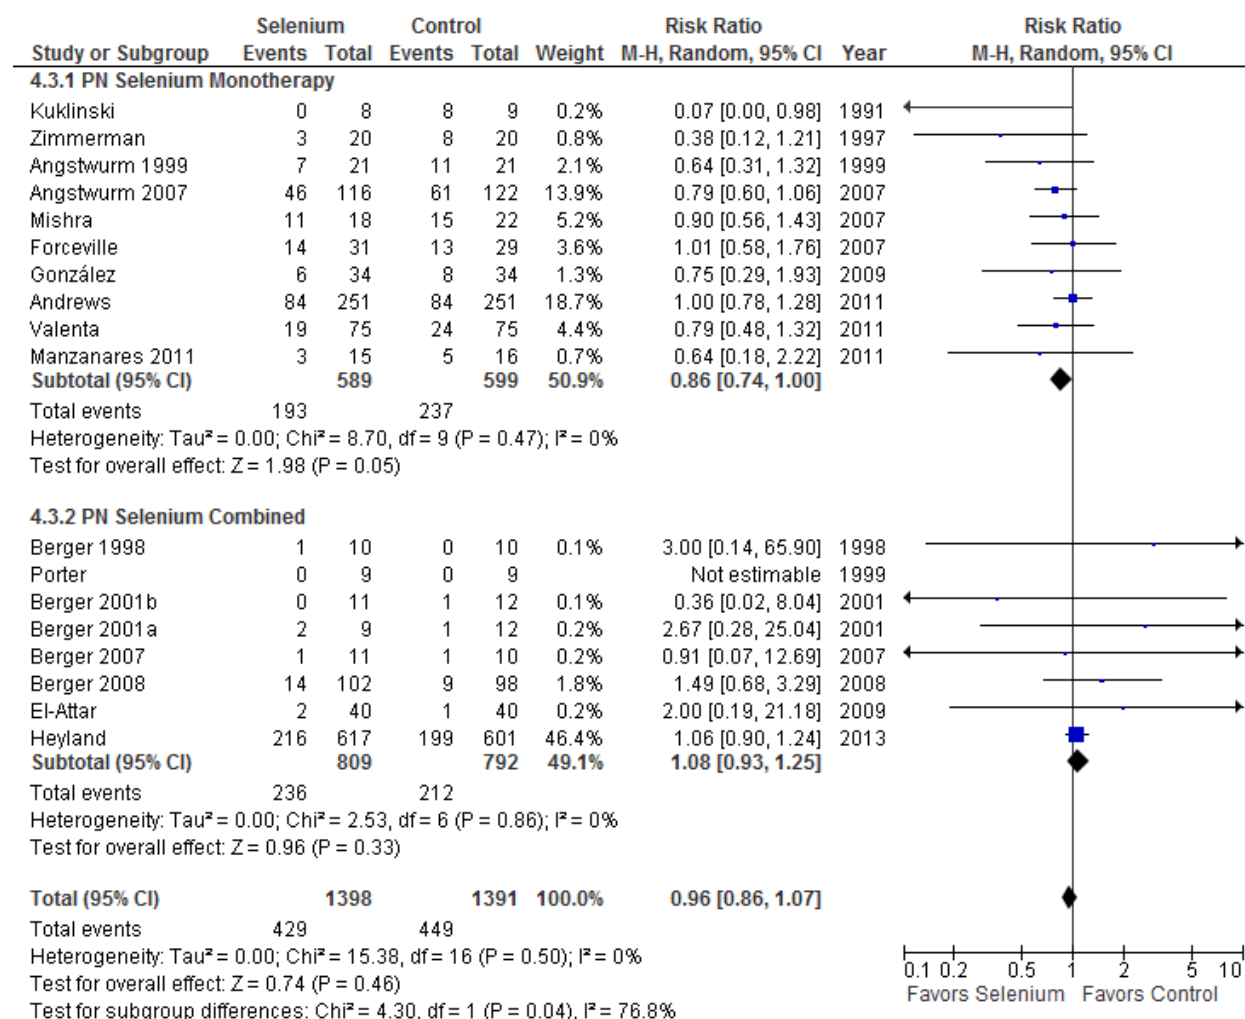 Selenium Control Risk Ratio Risk Ratio
Study or Subgroup Events Total Events Total Weight M-H, Random, 95% CI Year M-H, Random, 95% CI
4.3.1 PN Selenium Monotherapy
Kuklinski 0 8 8 9 0.2% 0.07 [0.00, 0.98] 1991
Zimmerman 3 20 8 20 0.8% 0.38 [0.12, 1.21] 1997
Angstwurm 1999 7 21 11 21 2.1% 0.64 [0.31, 1.32] 1999
Angstwurm 2007 46 116 61 122 13.9% 0.79 [0.60, 1.06] 2007
Mishra 11 18 15 22 5.2% 0.90 [0.56, 1.43] 2007
Forceville 14 31 13 29 3.6% 1.01 [0.58, 1.76] 2007
González 6 34 8 34 1.3% 0.75 [0.29, 1.93] 2009
Andrews 84 251 84 251 18.7% 1.00 [0.78, 1.28] 2011
Valenta 19 75 24 75 4.4% 0.79 [0.48, 1.32] 2011
Manzanares 2011 3 15 5 16 0.7% 0.64 [0.18, 2.22] 2011
Subtotal (95% CI) 589 599 50.9% 0.86 [0.74, 1.00]
Total events 193 237
Heterogeneity: Tau² = 0.00; Chi² = 8.70, df = 9 (P = 0.47); I² = 0%
Test for overall effect: Z = 1.98 (P = 0.05)
4.3.2 PN Selenium Combined
Berger 1998 1 10 0 10 0.1% 3.00 [0.14, 65.90] 1998
Porter 0 9 0 9 Not estimable 1999
Berger 2001b 0 11 1 12 0.1% 0.36 [0.02, 8.04] 2001
Berger 2001a 2 9 1 12 0.2% 2.67 [0.28, 25.04] 2001
Berger 2007 1 11 1 10 0.2% 0.91 [0.07, 12.69] 2007
Berger 2008 14 102 9 98 1.8% 1.49 [0.68, 3.29] 2008
El-Attar 2 40 1 40 0.2% 2.00 [0.19, 21.18] 2009
Heyland 216 617 199 601 46.4% 1.06 [0.90, 1.24] 2013
Subtotal (95% CI) 809 792 49.1% 1.08 [0.93, 1.25]
Total events 236 212
Heterogeneity: Tau² = 0.00; Chi² = 2.53, df = 6 (P = 0.86); I² = 0%
Test for overall effect: Z = 0.96 (P = 0.33)
Total (95% CI) 1398 1391 100.0% 0.96 [0.86, 1.07]
Total events 429 449
Heterogeneity: Tau² = 0.00; Chi² = 15.38, df = 16 (P = 0.50); I² = 0%
Test for overall effect: Z = 0.74 (P = 0.46)
Test for subgroup differences: Chi² = 4.30, df = 1 (P = 0.04), I² = 76.8%
0.1 0.2 0.5 1 2 5 10
Favors Selenium Favors Control